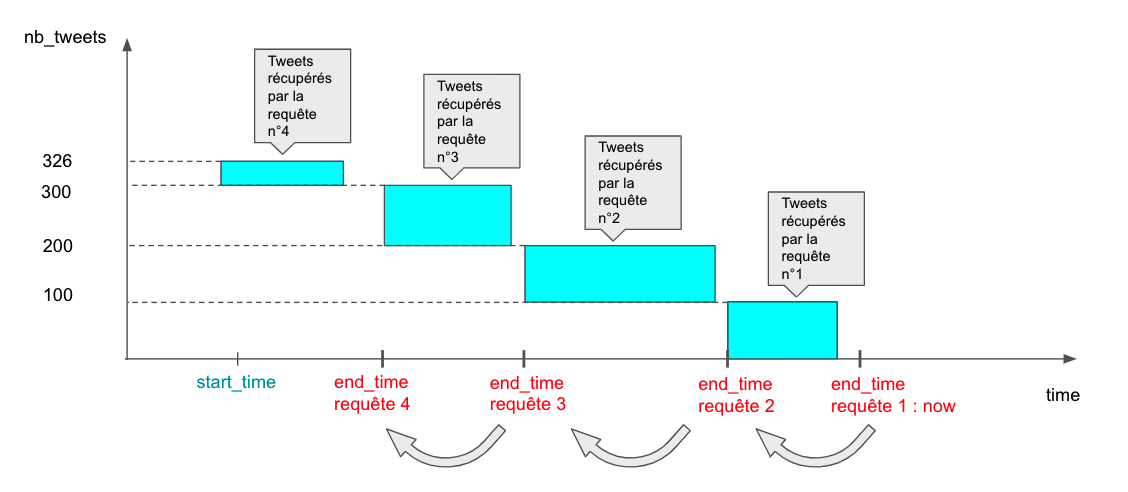 nb_tweets
Tweets
récupérés
par la
requête
n°4
Tweets
récupérés
par la
requête
n°3
Tweets
récupérés
par la
requête
n°2
Tweets
récupérés
par la
requête
n°1
326
300
200
100
start_time
end_time
requête 4
end_time
requête 3
end_time
requête 2
end_time
requête 1 : now
time